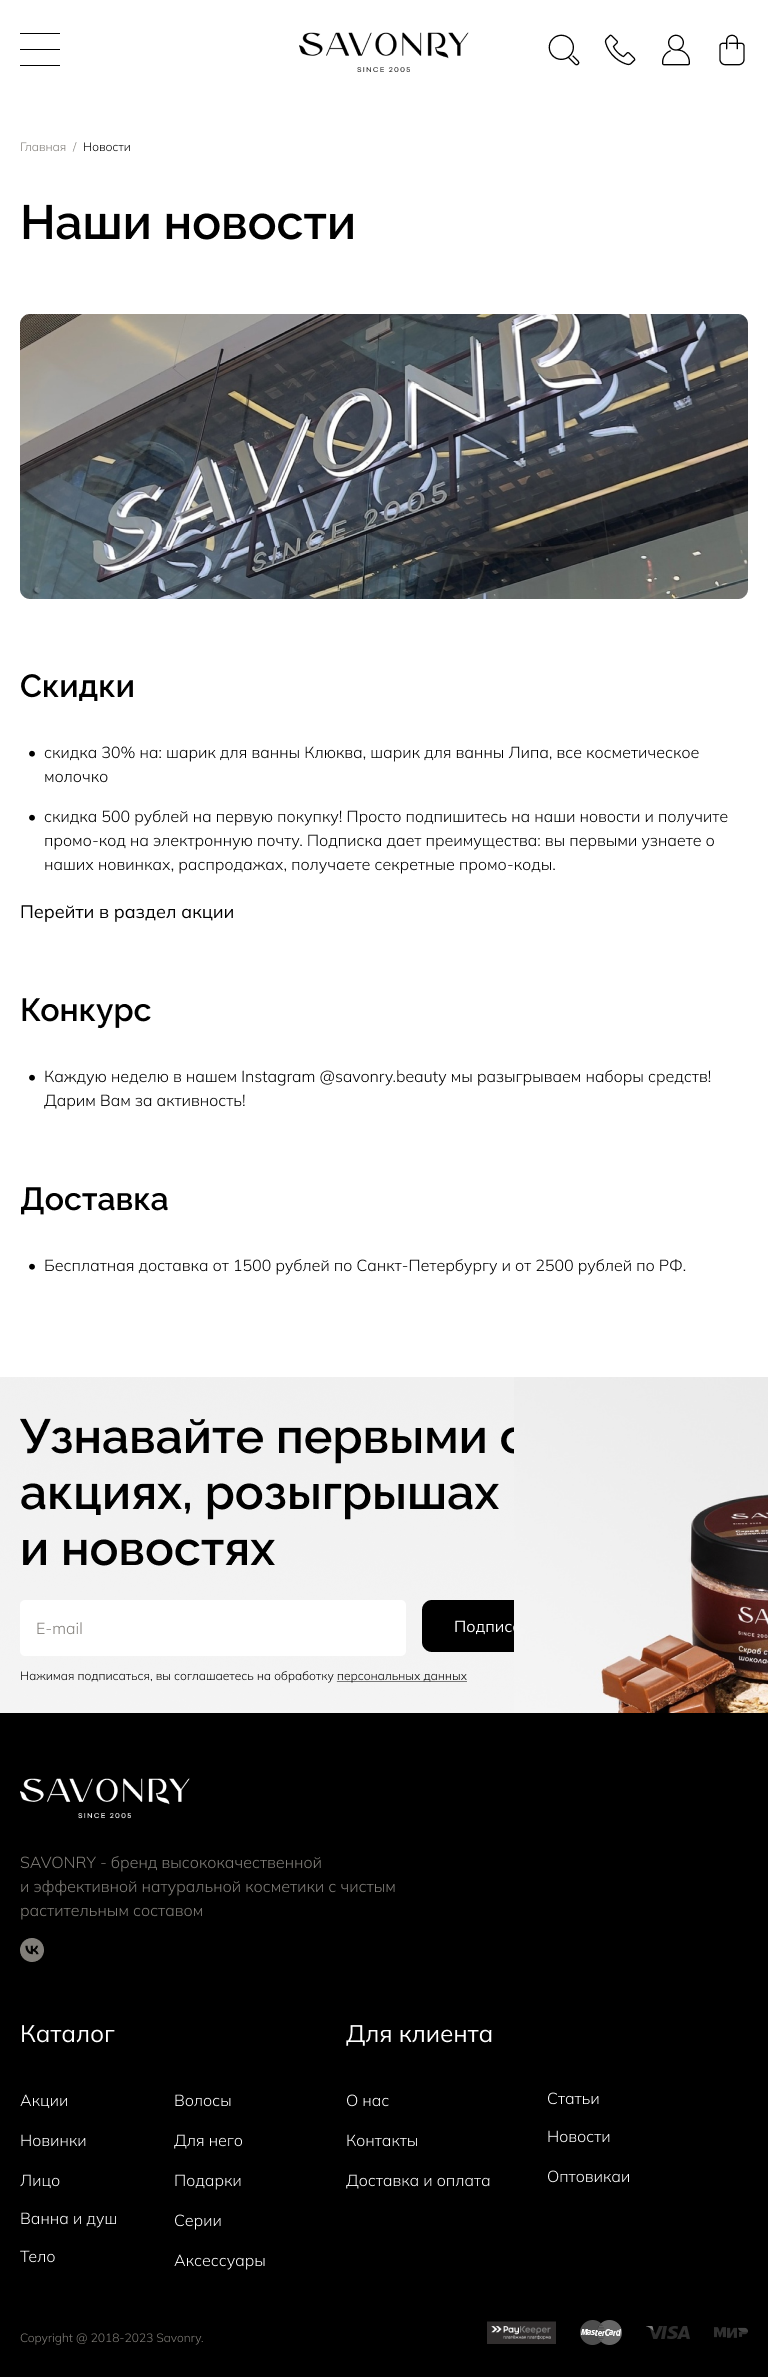 SAVONRY
SINCE 2005
Главная / Новости
Наши новости
SAVONRY
SINCE 2005
Скидки
• скидка 30% на: шарик для ванны Клюква, шарик для ванны Липа, все косметическое
молочко
• скидка 500 рублей на первую покупку! Просто подпишитесь на наши новости и получите
промо-код на электронную почту. Подписка дает преимущества: вы первыми узнаете о
наших новинках, распродажах, получаете секретные промо-коды.
Перейти в раздел акции
Конкурс
• Каждую неделю в нашем Instagram @savonry.beauty мы разыгрываем наборы средств!
Дарим Вам за активность!
Доставка
• Бесплатная доставка от 1500 рублей по Санкт-Петербургу и от 2500 рублей по РФ.
Узнавайте первыми о
акциях, розыгрышах
и новостях
E-mail
Подпис
Нажимая подписаться, вы соглашаетесь на обработку персональных данных
SAVONRY
SINCE 2005
SAVONRY - бренд высококачественной
и эффективной натуральной косметики с чистым
растительным составом
Каталог
Для клиента
Акции
Новинки
Лицо
Ванна и душ
Тело
Волосы
Для него
Подарки
Серии
Аксессуары
О нас
Контакты
Доставка и оплата
Статьи
Новости
Оптовикаи
Copyright @ 2018-2023 Savonry.
PayKeeper
платёжная платформа
MasterCard
VISA
МИР